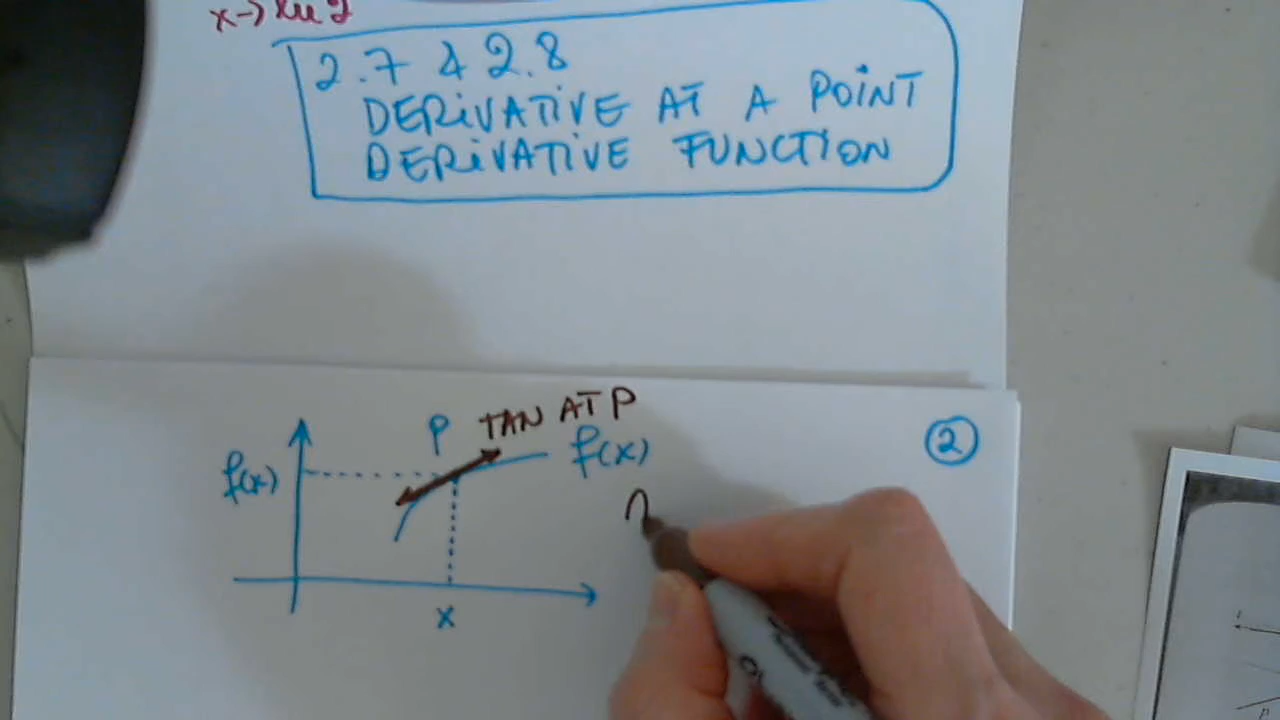 2.7 & 2.8
DERiVATiVE AT A POiNT
DERiVATiVE FUNCTION
2
P TAN AT P
f(x)
f(x)
x